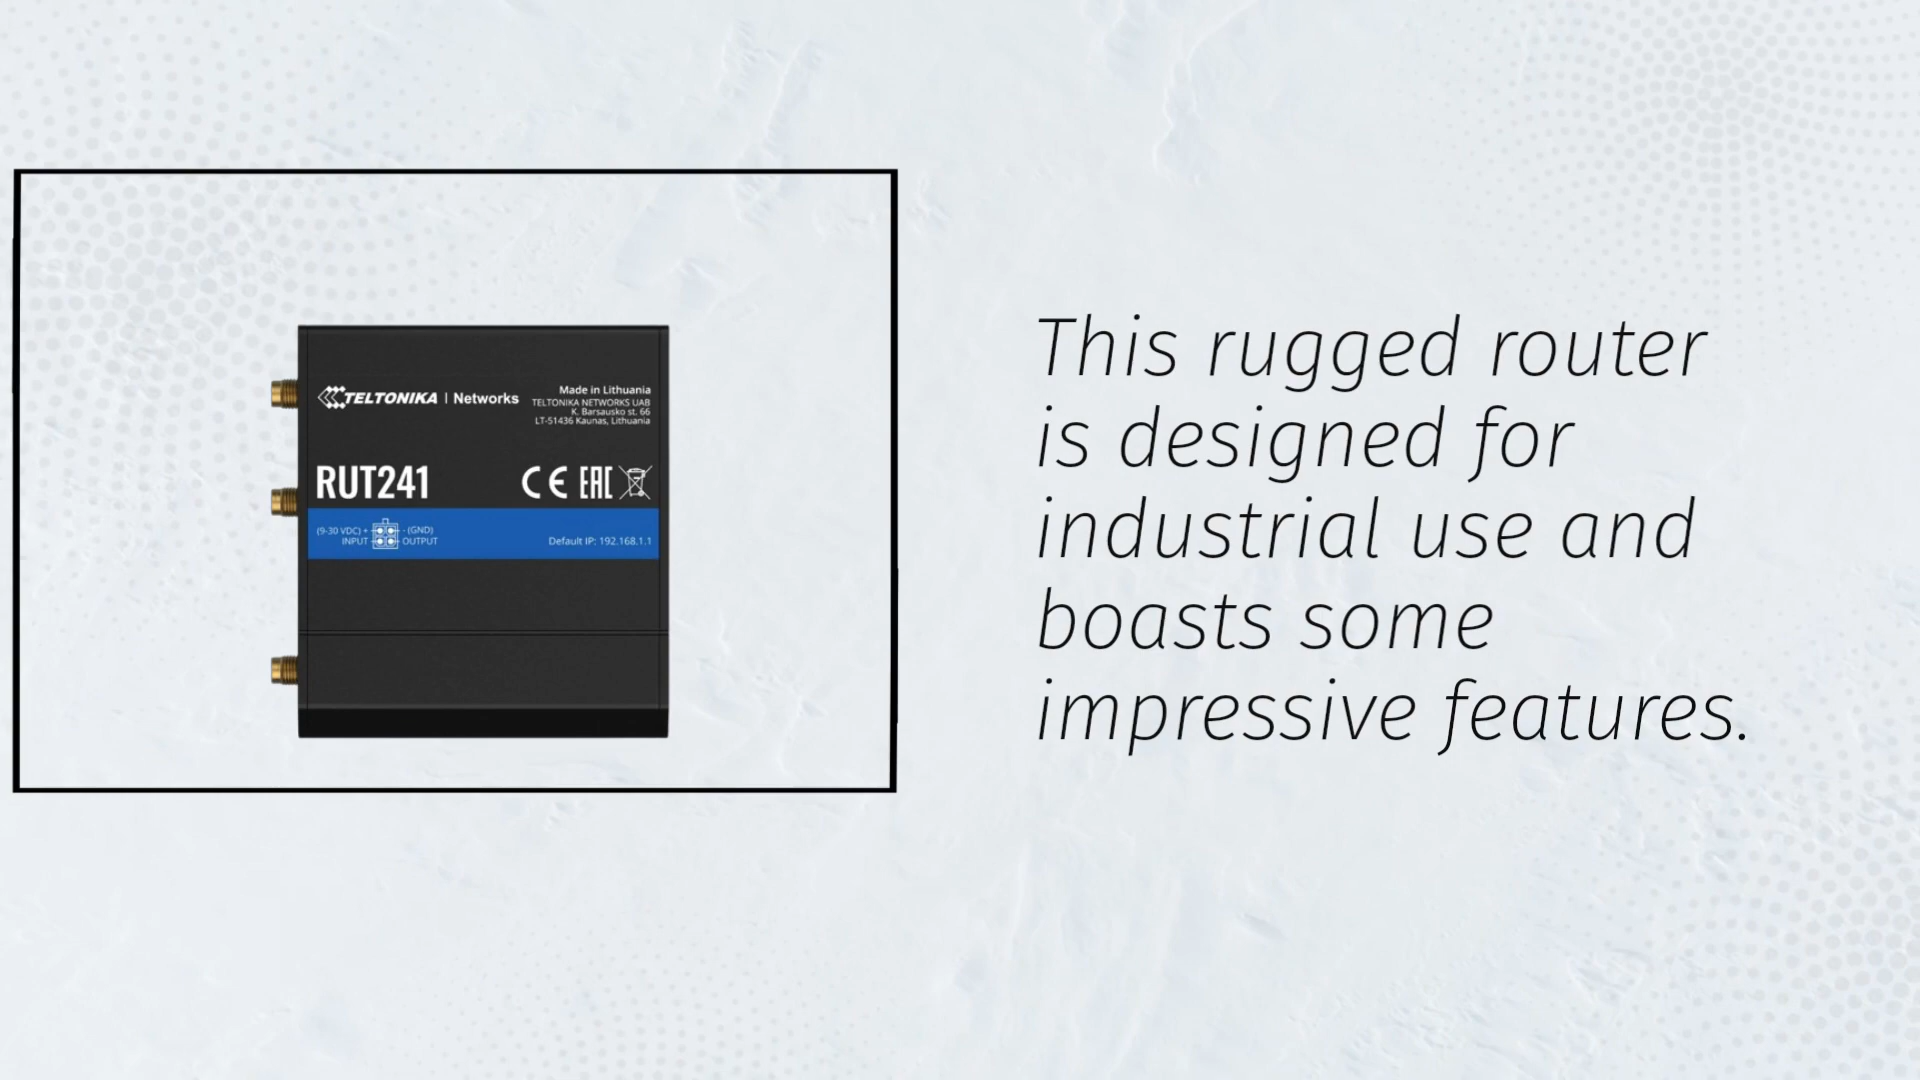 TELTONIKA | Networks
Made in Lithuania
TELTONIKA NETWORKS UAB
K. Barsausko st. 66
LT-51436 Kaunas, Lithuania
RUT241
CE EAC
(9-30 VDC) + - (GND)
INPUT OUTPUT
Default IP: 192.168.1.1
This rugged router
is designed for
industrial use and
boasts some
impressive features.